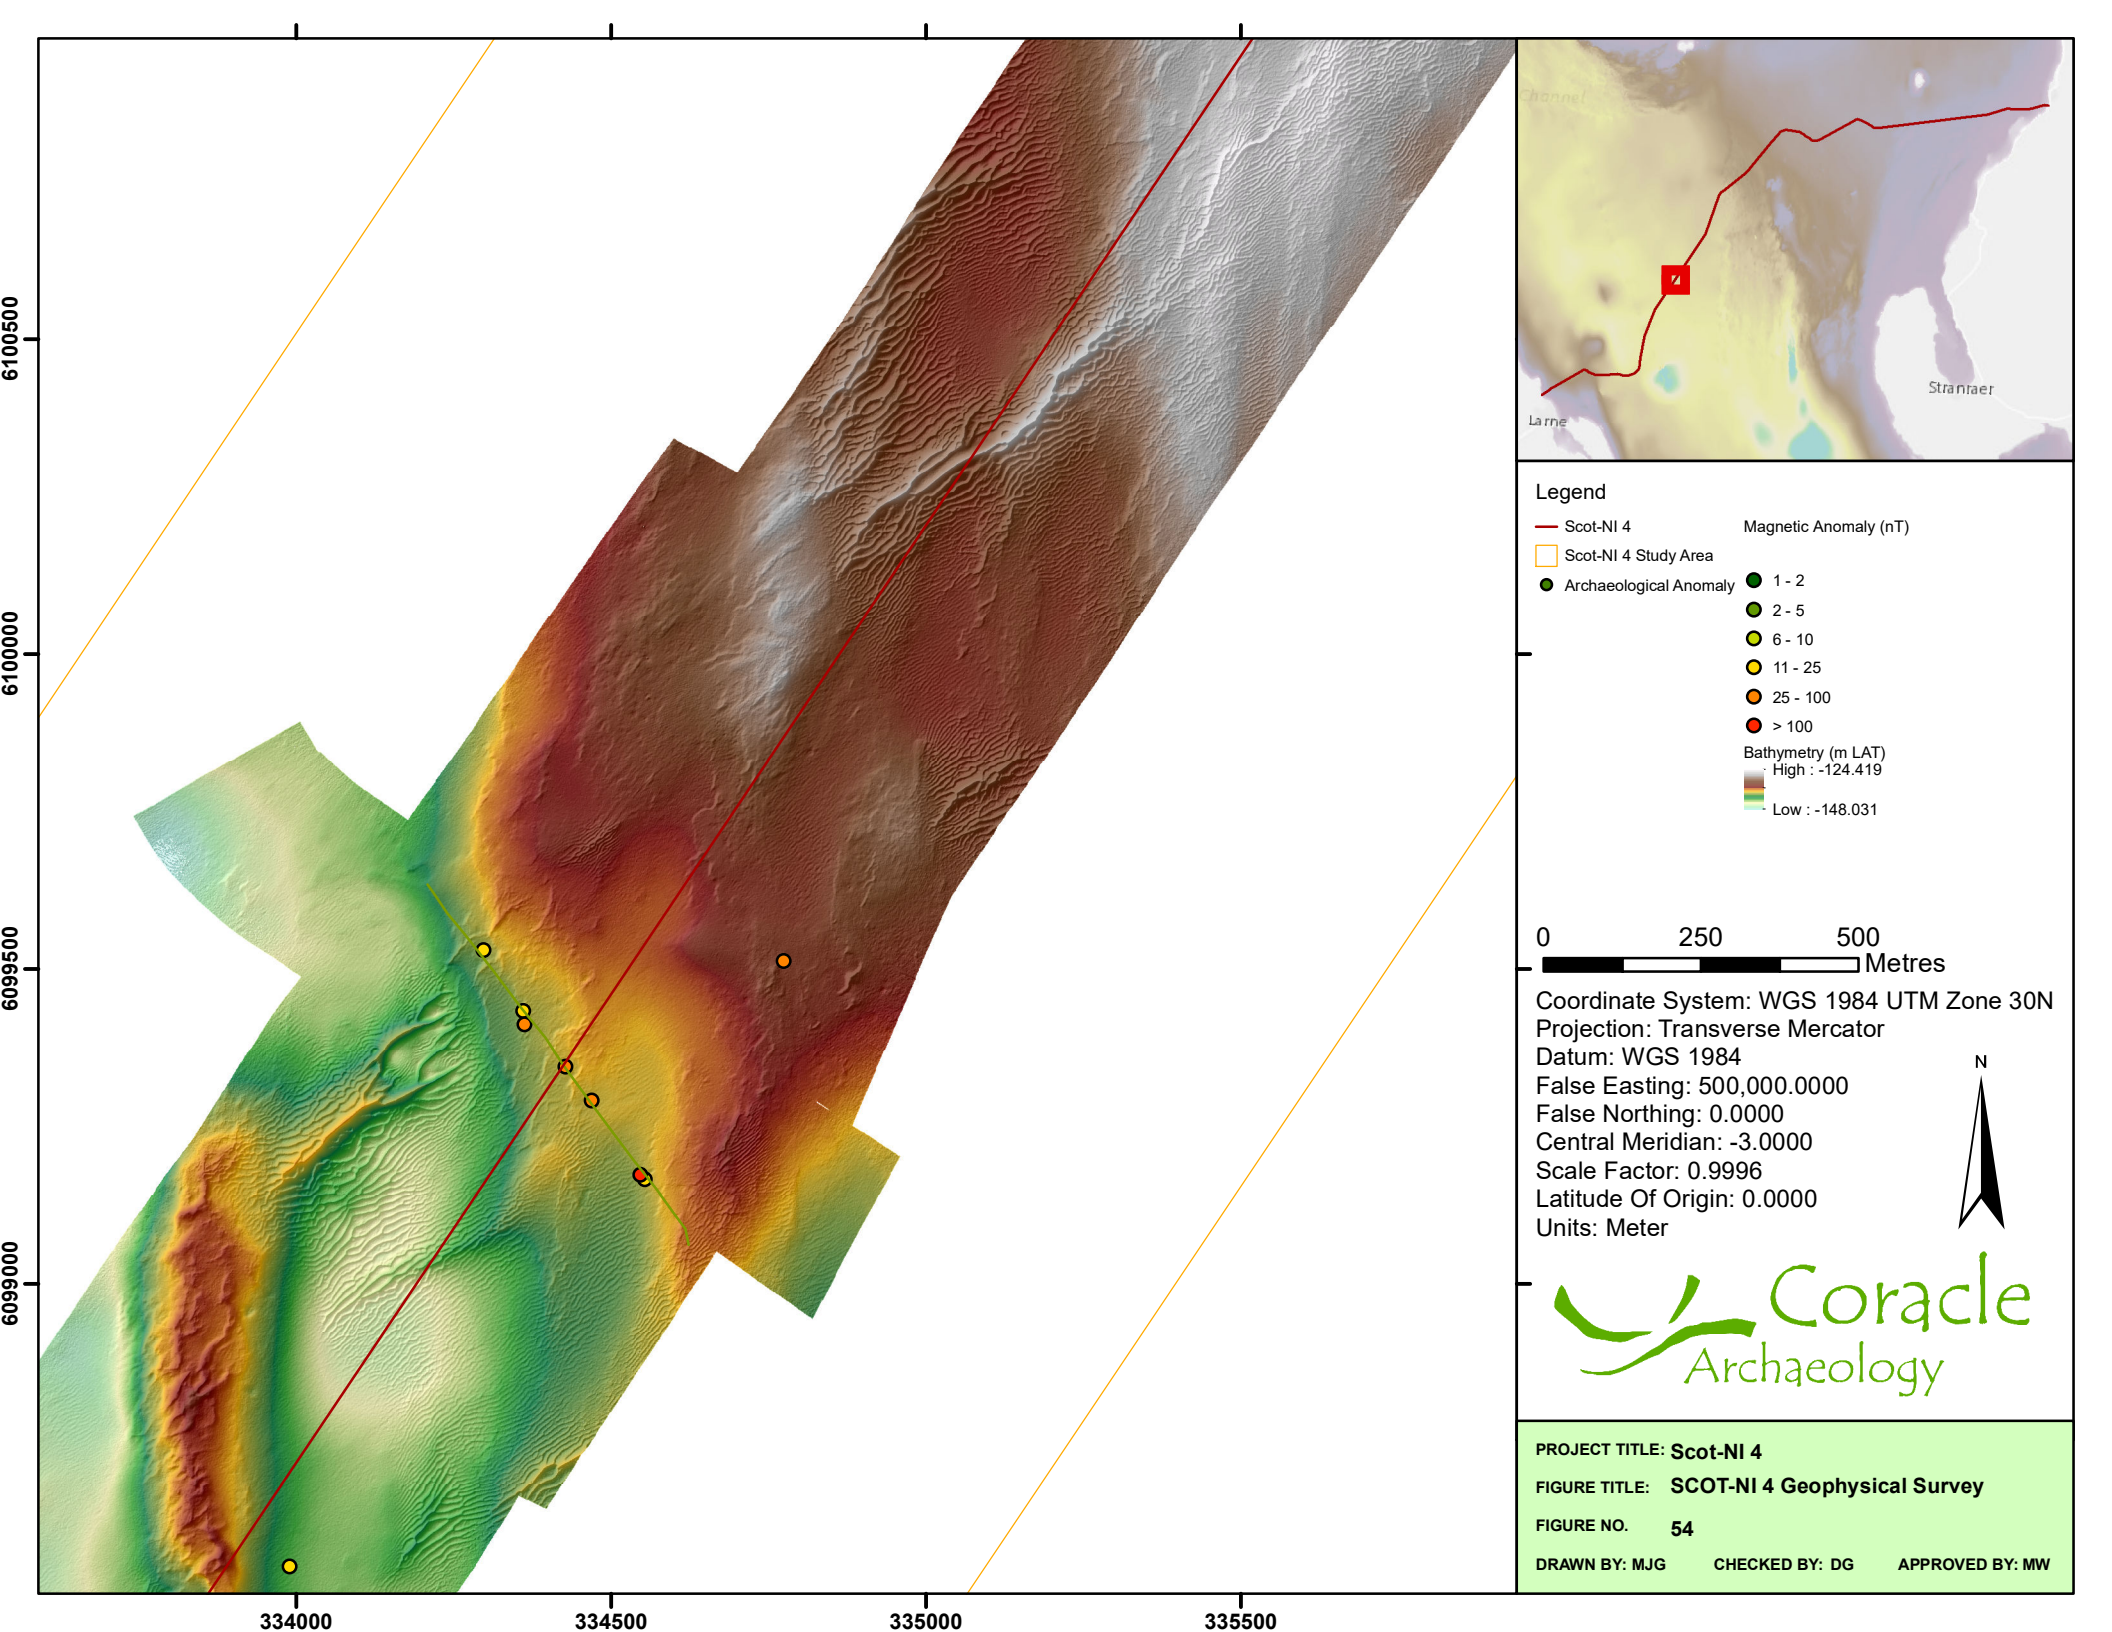 Channel
Larne
Stranraer
6100500
6100000
6099500
6099000
334000
334500
335000
335500
Legend
Scot-NI 4
Scot-NI 4 Study Area
Archaeological Anomaly
Magnetic Anomaly (nT)
1 - 2
2 - 5
6 - 10
11 - 25
25 - 100
> 100
Bathymetry (m LAT)
High : -124.419
Low : -148.031
0 250 500
Metres
Coordinate System: WGS 1984 UTM Zone 30N
Projection: Transverse Mercator
Datum: WGS 1984
False Easting: 500,000.0000
False Northing: 0.0000
Central Meridian: -3.0000
Scale Factor: 0.9996
Latitude Of Origin: 0.0000
Units: Meter
N
Coracle
Archaeology
PROJECT TITLE: Scot-NI 4
FIGURE TITLE: SCOT-NI 4 Geophysical Survey
FIGURE NO. 54
DRAWN BY: MJG CHECKED BY: DG APPROVED BY: MW